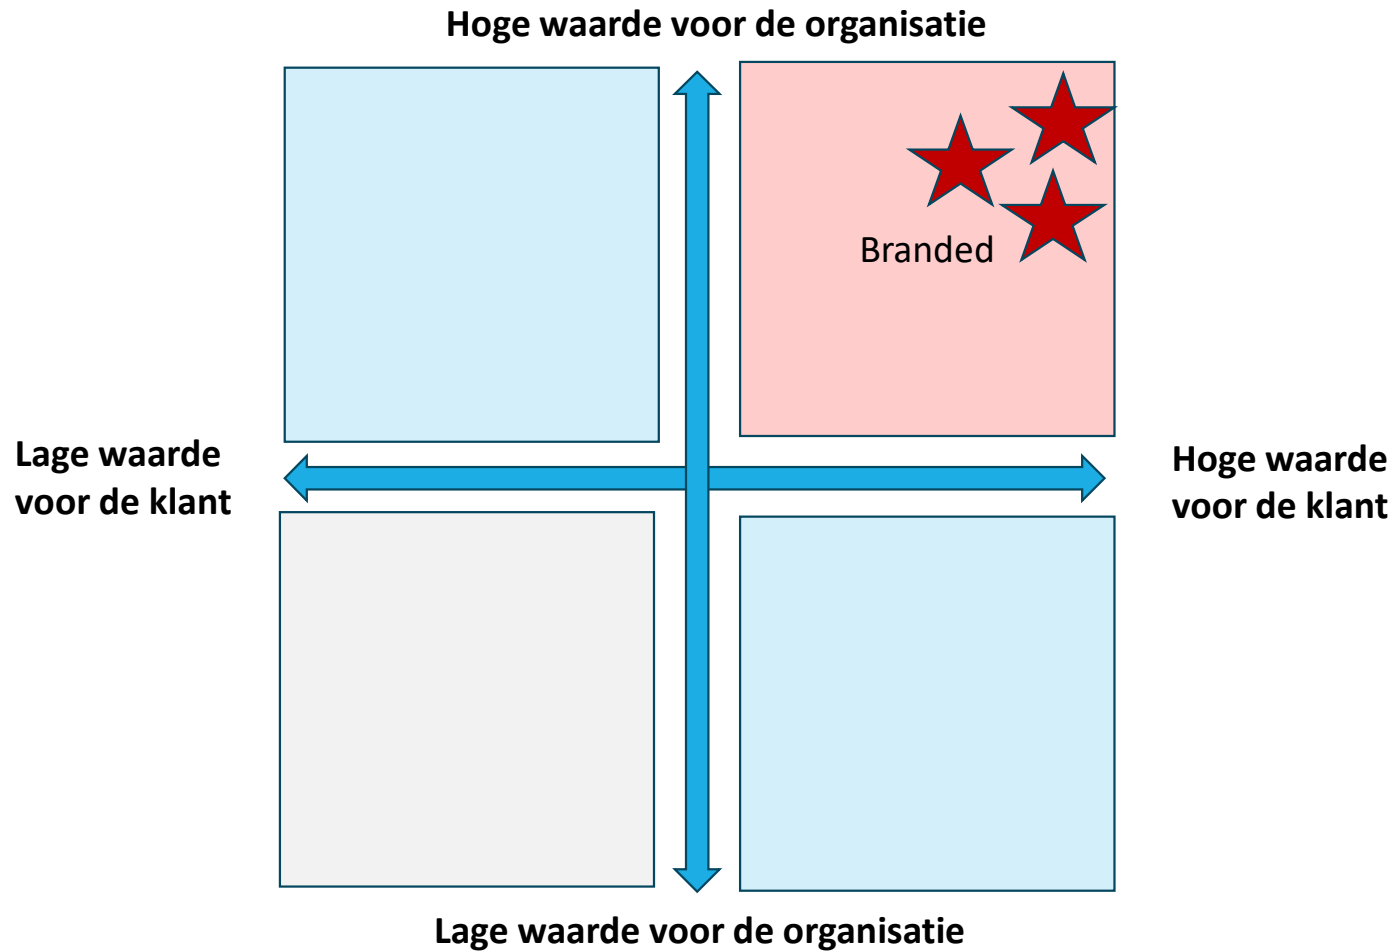 Hoge waarde voor de organisatie
Branded
Lage waarde
voor de klant
Hoge waarde
voor de klant
Lage waarde voor de organisatie